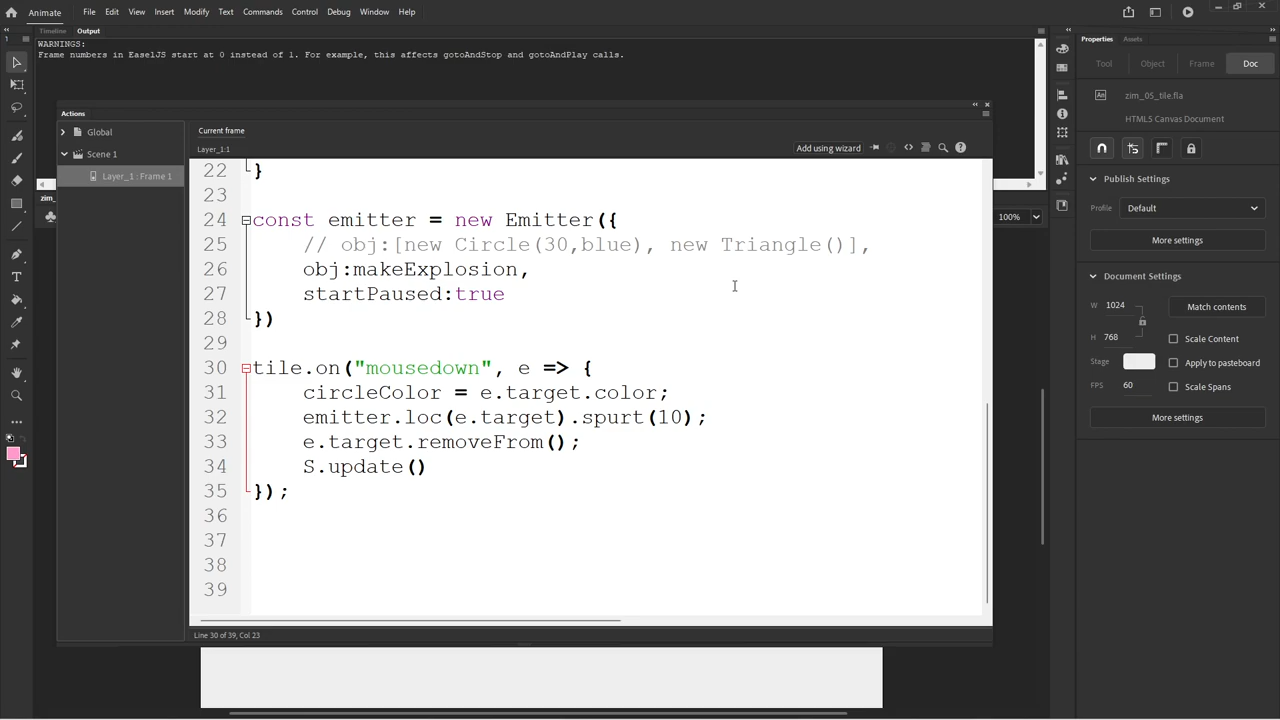 Animate
File Edit View Insert Modify Text Commands Control Debug Window Help
Timeline Output
WARNINGS:
Frame numbers in EaselJS start at 0 instead of 1. For example, this affects gotoAndStop and gotoAndPlay calls.
Actions
Global
Scene 1
Layer_1 : Frame 1
Current frame
Layer_1:1
Add using wizard
22 }
23
24 const emitter = new Emitter({
25 // obj:[new Circle(30,blue), new Triangle()],
26 obj:makeExplosion,
27 startPaused:true
28 })
29
30 tile.on("mousedown", e => {
31 circleColor = e.target.color;
32 emitter.loc(e.target).spurt(10);
33 e.target.removeFrom();
34 S.update()
35 });
36
37
38
39
Line 30 of 39, Col 23
100%
Properties Assets
Tool Object Frame Doc
An zim_05_tile.fla
HTML5 Canvas Document
Publish Settings
Profile Default
More settings
Document Settings
W 1024 Match contents
H 768 Scale Content
Stage Apply to pasteboard
FPS 60 Scale Spans
More settings